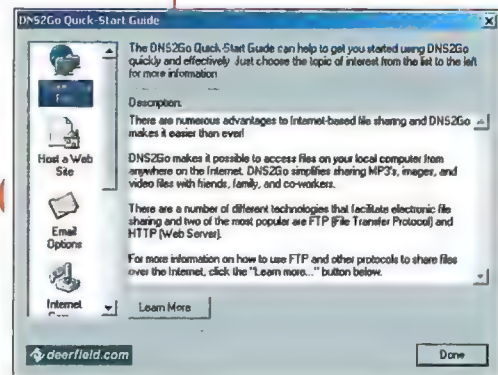 DNS2Go Quick-Start Guide
The DNS2Go Quick-Start Guide can help to get you started using DNS2Go
quickly and effectively. Just choose the topic of interest from the list to the left
for more information
Description:
There are numerous advantages to Internet-based file sharing and DNS2Go
makes it easier than ever!
DNS2Go makes it possible to access files on your local computer from
anywhere on the Internet. DNS2Go simplifies sharing MP3's, images, and
video files with friends, family, and co-workers.
There are a number of different technologies that facilitate electronic file
sharing and two of the most popular are FTP (File Transfer Protocol) and
HTTP (Web Server).
For more information on how to use FTP and other protocols to share files
over the Internet, click the "Learn more..." button below.
Host a Web
Site
Email
Options
Internet
Learn More
deerfield.com
Done